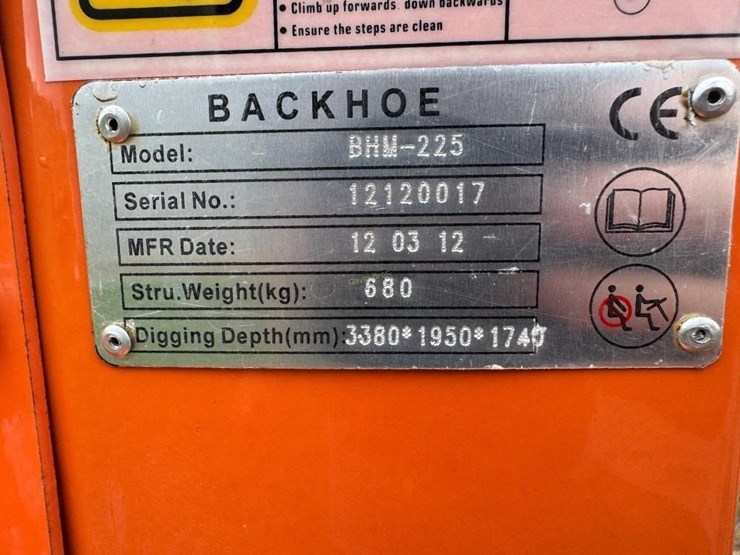 • Climb up forwards. down backwards
• Ensure the steps are clean
BACKHOE
CE
Model: BHM-225
Serial No.: 12120017
MFR Date: 12 03 12
Stru.Weight(kg): 680
Digging Depth(mm): 3380*1950*1740